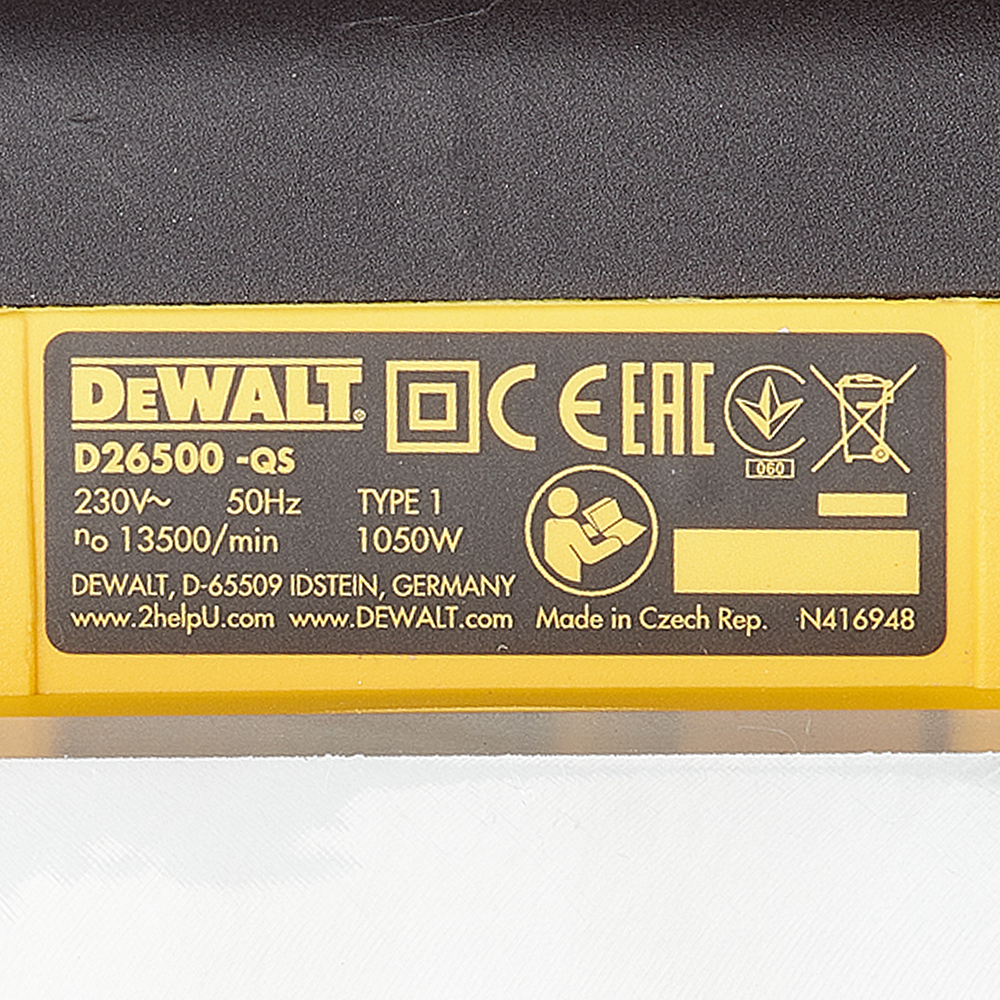 DEWALT®
CE EAC
060
D26500 -QS
230V~ 50Hz TYPE 1
no 13500/min 1050W
DEWALT, D-65509 IDSTEIN, GERMANY
www.2helpU.com www.DEWALT.com Made in Czech Rep. N416948